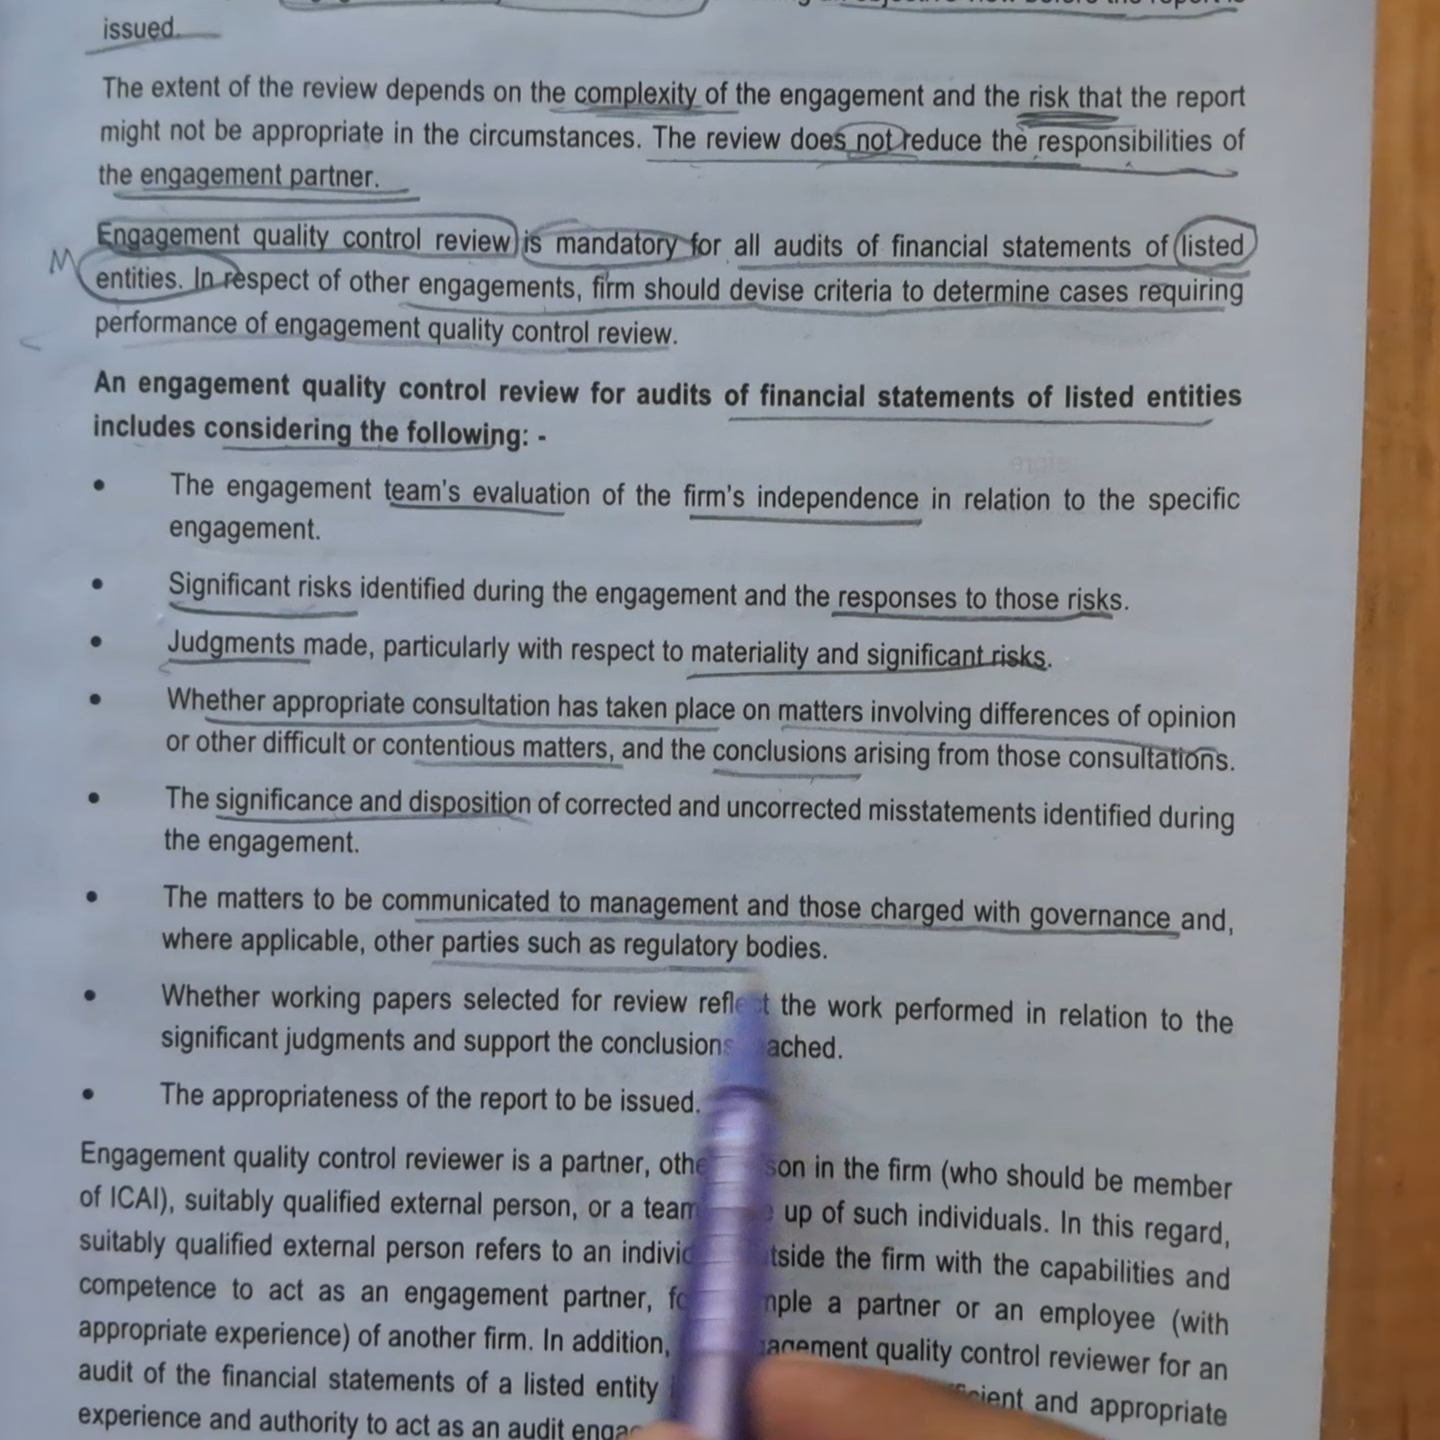 issued.
The extent of the review depends on the complexity of the engagement and the risk that the report
might not be appropriate in the circumstances. The review does not reduce the responsibilities of
the engagement partner.
Engagement quality control review is mandatory for all audits of financial statements of listed
M
entities. In respect of other engagements, firm should devise criteria to determine cases requiring
performance of engagement quality control review.
An engagement quality control review for audits of financial statements of listed entities
includes considering the following: -
• The engagement team's evaluation of the firm's independence in relation to the specific
engagement.
• Significant risks identified during the engagement and the responses to those risks.
• Judgments made, particularly with respect to materiality and significant risks.
• Whether appropriate consultation has taken place on matters involving differences of opinion
or other difficult or contentious matters, and the conclusions arising from those consultations.
• The significance and disposition of corrected and uncorrected misstatements identified during
the engagement.
• The matters to be communicated to management and those charged with governance and,
where applicable, other parties such as regulatory bodies.
• Whether working papers selected for review reflect the work performed in relation to the
significant judgments and support the conclusions
• The appropriateness of the report to be issued.
Engagement quality control reviewer is a partner, in the firm (who should be member
of ICAI), suitably qualified external person, or a team up of such individuals. In this regard,
suitably qualified external person refers to an the firm with the capabilities and
competence to act as an engagement partner, a partner or an employee (with
appropriate experience) of another firm. In addition, quality control reviewer for an
audit of the financial statements of a listed entity and appropriate
experience and authority to act as an audit